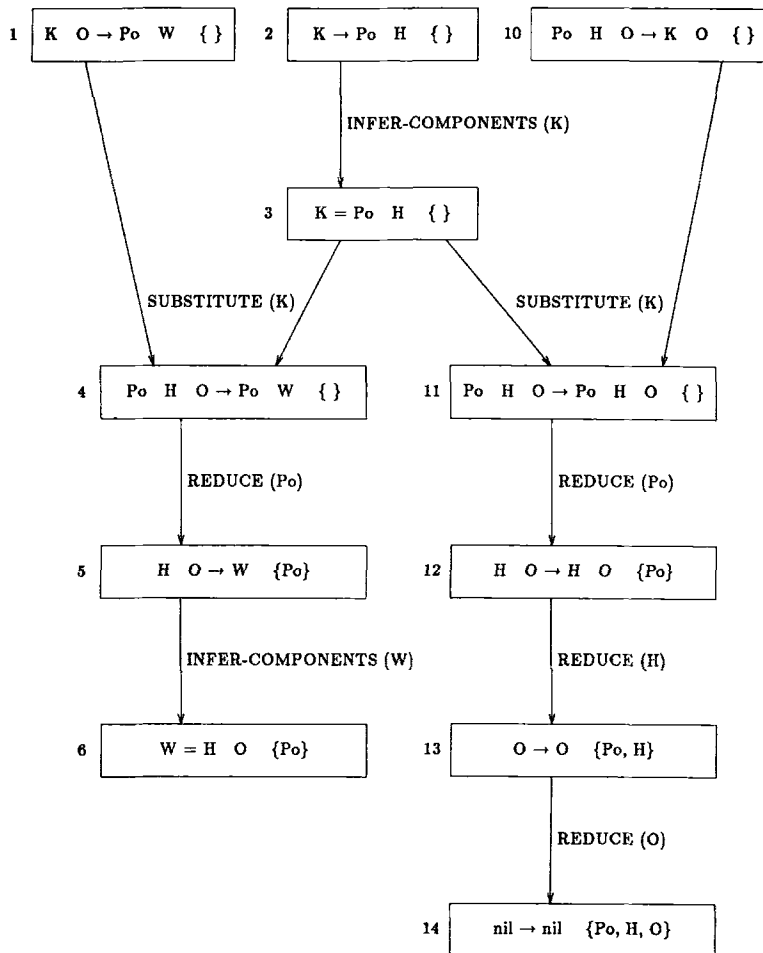 1 K O → Po W { } 2 K → Po H { } 10 Po H O → K O { }
INFER-COMPONENTS (K)
3 K = Po H { }
SUBSTITUTE (K) SUBSTITUTE (K)
4 Po H O → Po W { } 11 Po H O → Po H O { }
REDUCE (Po) REDUCE (Po)
5 H O → W {Po} 12 H O → H O {Po}
INFER-COMPONENTS (W) REDUCE (H)
6 W = H O {Po} 13 O → O {Po, H}
REDUCE (O)
14 nil → nil {Po, H, O}